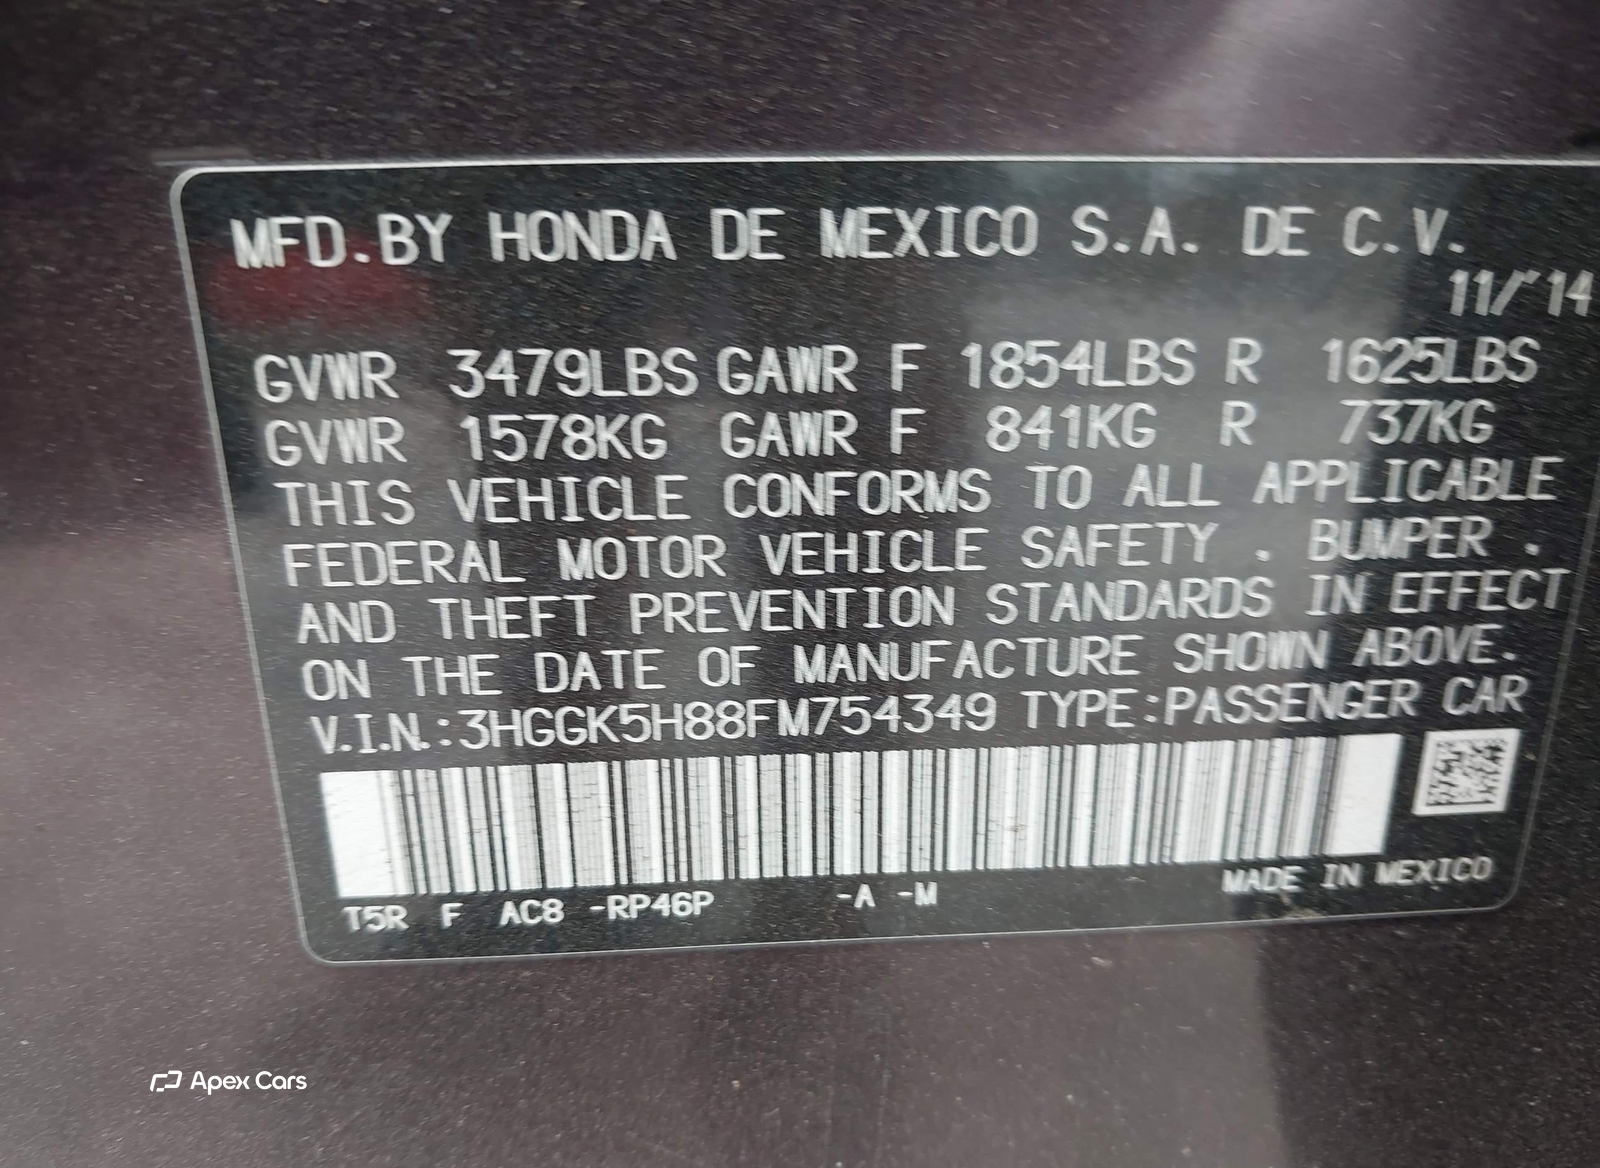 MFD.BY HONDA DE MEXICO S.A. DE C.V.
11/'14
GVWR 3479LBS GAWR F 1854LBS R 1625LBS
GVWR 1578KG GAWR F 841KG R 737KG
THIS VEHICLE CONFORMS TO ALL APPLICABLE
FEDERAL MOTOR VEHICLE SAFETY . BUMPER .
AND THEFT PREVENTION STANDARDS IN EFFECT
ON THE DATE OF MANUFACTURE SHOWN ABOVE.
V.I.N.:3HGGK5H88FM754349 TYPE:PASSENGER CAR
T5R F AC8 -RP46P -A -M MADE IN MEXICO
Apex Cars